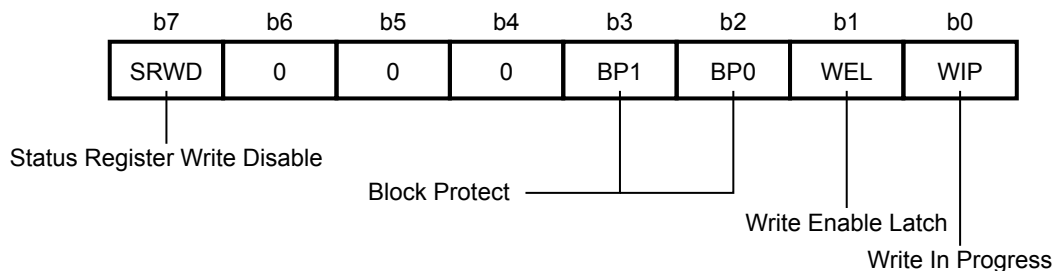 b7 b6 b5 b4 b3 b2 b1 b0
SRWD 0 0 0 BP1 BP0 WEL WIP
Status Register Write Disable
Block Protect
Write Enable Latch
Write In Progress